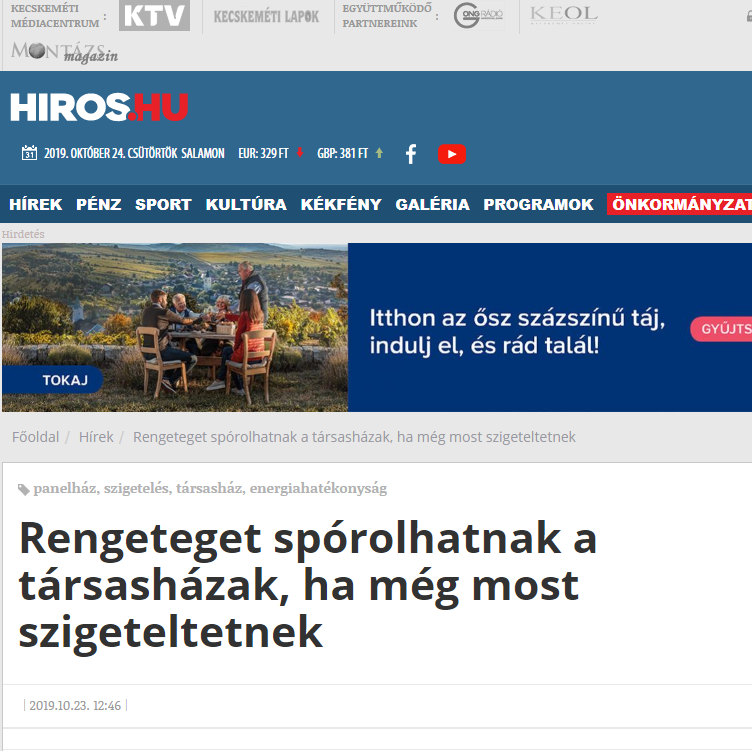 KECSKEMÉTI
MÉDIACENTRUM :
KTV
KECSKEMÉTI LAPOK
EGYÜTTMŰKÖDŐ
PARTNEREINK :
GONG RÁDIÓ
KEOL
MONTÁZS
magazin
HIROS.HU
31 2019. OKTÓBER 24. CSÜTÖRTÖK SALAMON EUR: 329 FT GBP: 381 FT
HÍREK PÉNZ SPORT KULTÚRA KÉKFÉNY GALÉRIA PROGRAMOK ÖNKORMÁNYZAT
Hirdetés
Itthon az ősz százszínű táj,
indulj el, és rád talál!
GYŰJTS
TOKAJ
Főoldal / Hírek / Rengeteget spórolhatnak a társasházak, ha még most szigeteltetnek
panelház, szigetelés, társasház, energiahatékonyság
Rengeteget spórolhatnak a
társasházak, ha még most
szigeteltetnek
| 2019.10.23. 12:46 |